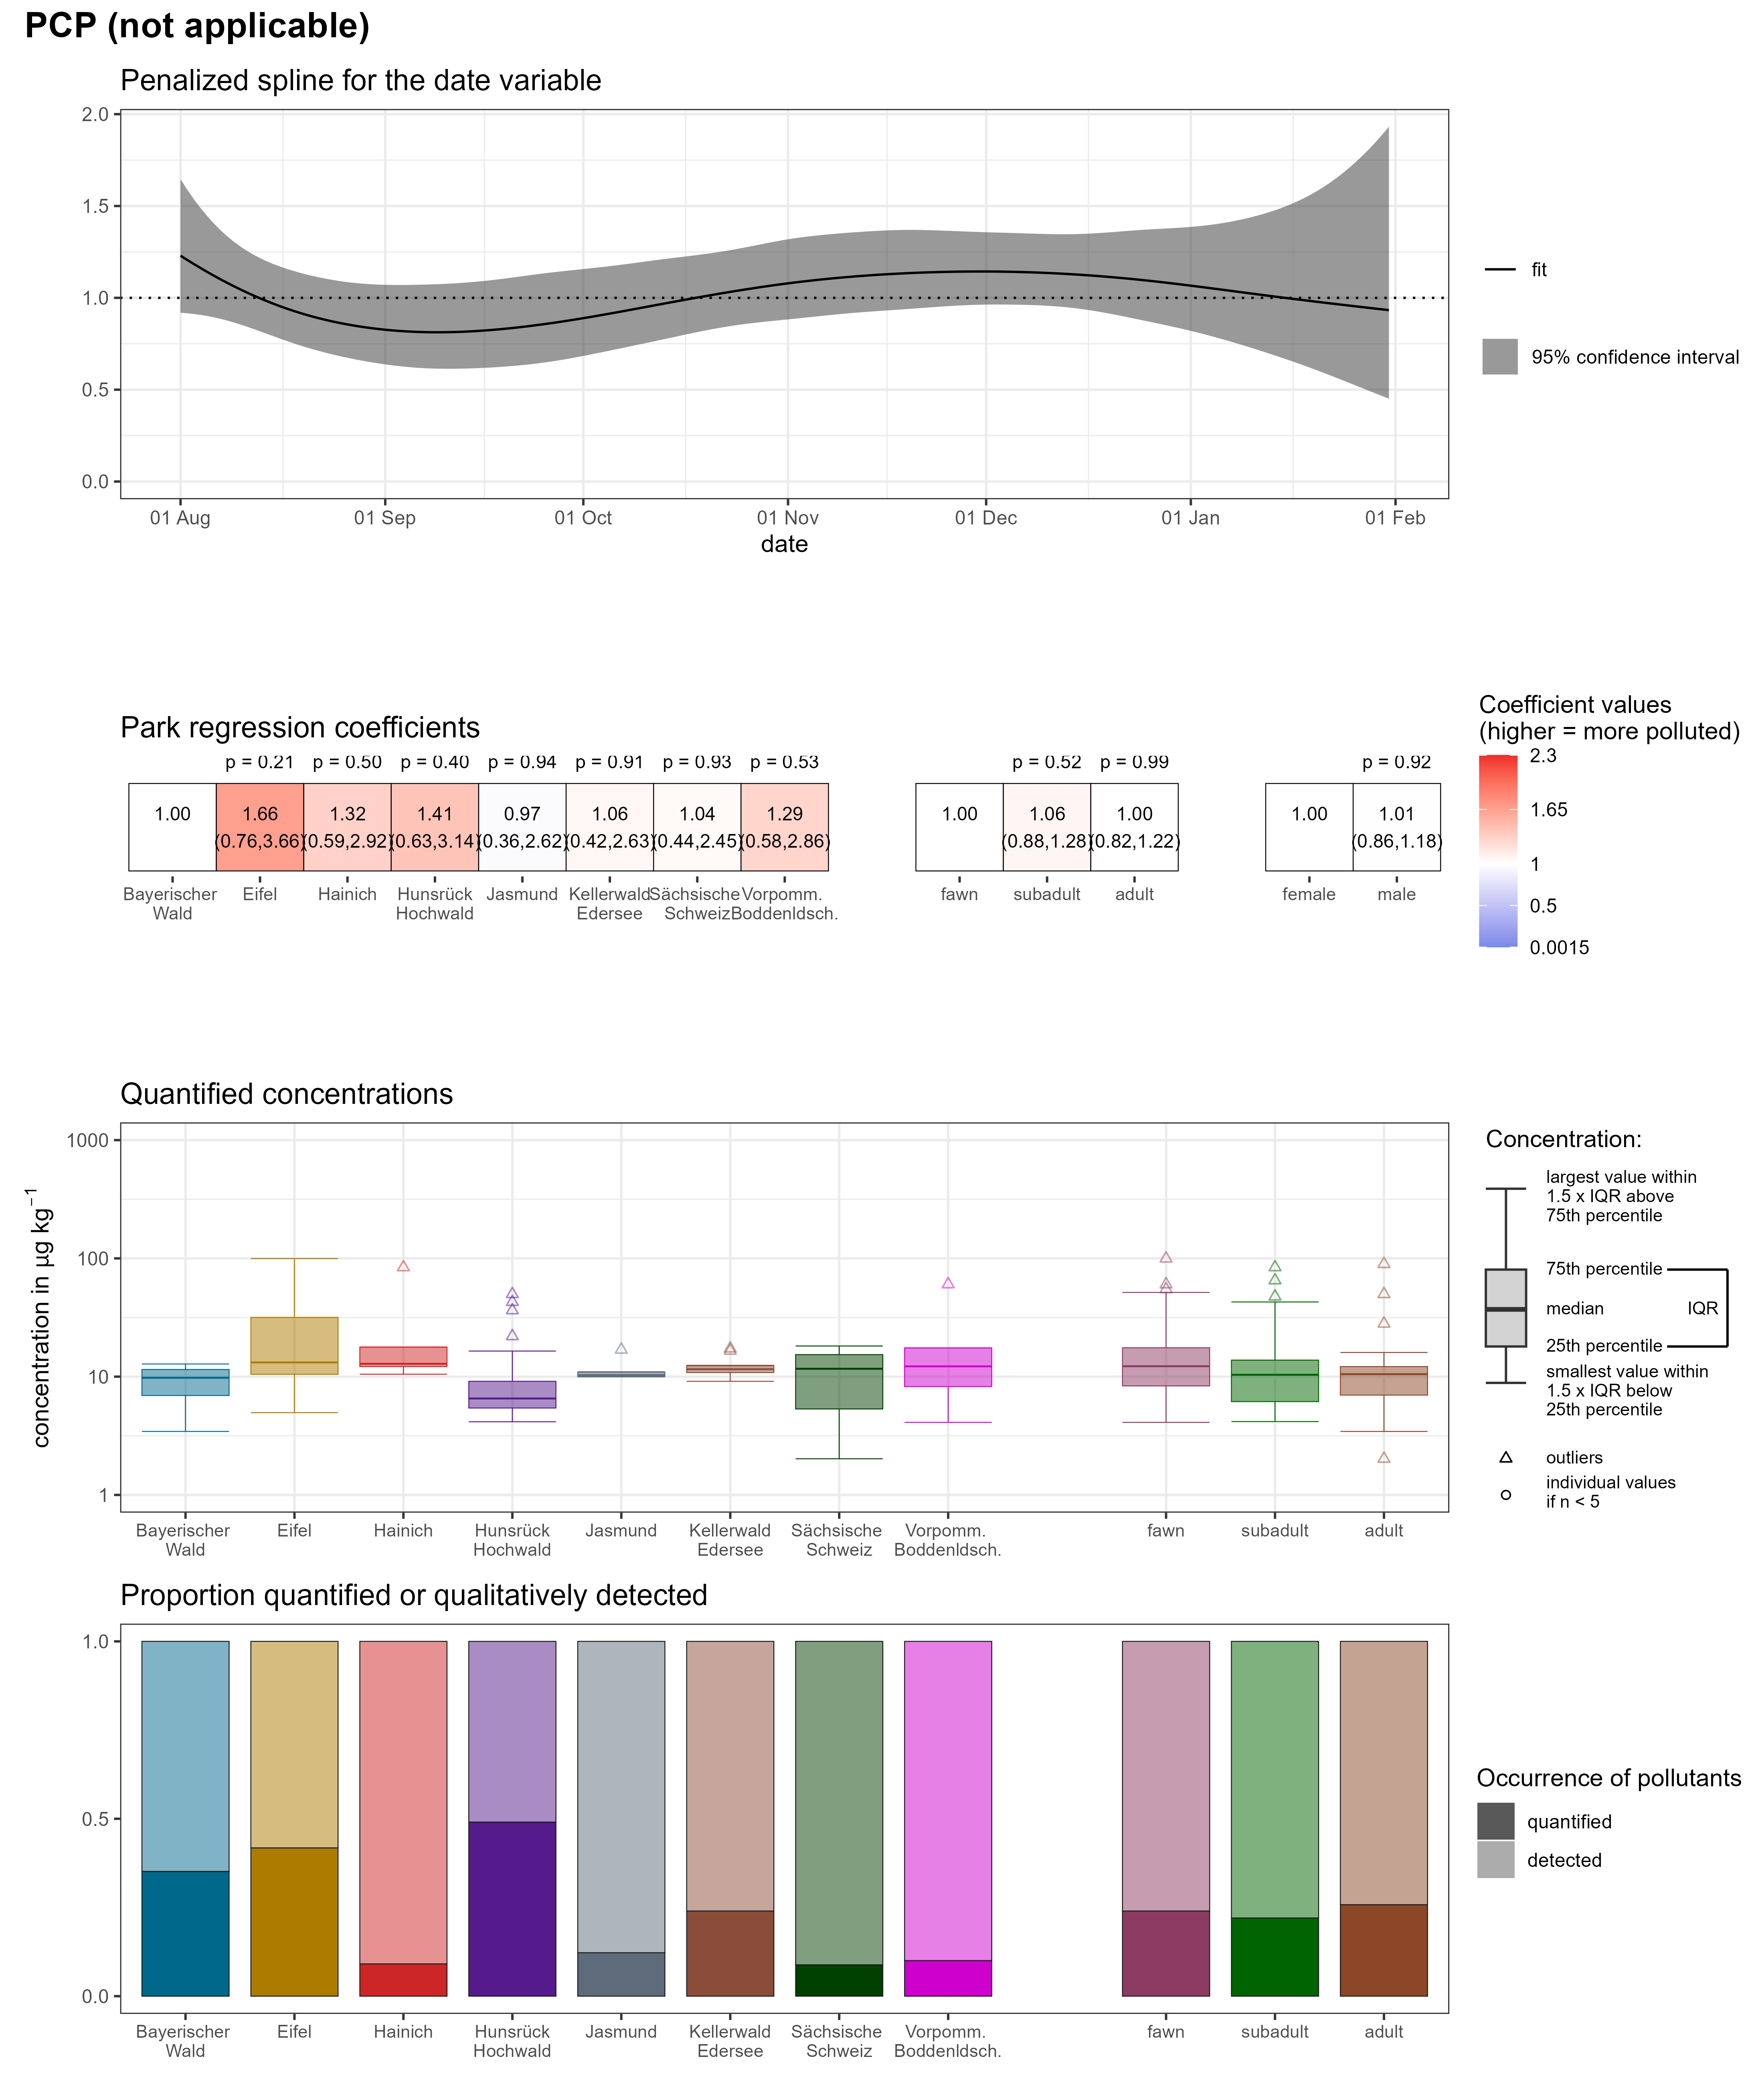 PCP (not applicable)
Penalized spline for the date variable
2.0
1.5
1.0
0.5
0.0
01 Aug 01 Sep 01 Oct 01 Nov 01 Dec 01 Jan 01 Feb
date
fit
95% confidence interval
Park regression coefficients
p = 0.21 p = 0.50 p = 0.40 p = 0.94 p = 0.91 p = 0.93 p = 0.53 p = 0.52 p = 0.99 p = 0.92
1.00 1.66 1.32 1.41 0.97 1.06 1.04 1.29 1.00 1.06 1.00 1.00 1.01
(0.76,3.66) (0.59,2.92) (0.63,3.14) (0.36,2.62) (0.42,2.63) (0.44,2.45) (0.58,2.86) (0.88,1.28) (0.82,1.22) (0.86,1.18)
Bayerischer Eifel Hainich Hunsrück Jasmund Kellerwald Sächsische Vorpomm. fawn subadult adult female male
Wald Hochwald Edersee Schweiz Boddenldsch.
Coefficient values
(higher = more polluted)
2.3
1.65
1
0.5
0.0015
Quantified concentrations
concentration in µg kg⁻¹
1000
100
10
1
Bayerischer Eifel Hainich Hunsrück Jasmund Kellerwald Sächsische Vorpomm. fawn subadult adult
Wald Hochwald Edersee Schweiz Boddenldsch.
Concentration:
largest value within
1.5 x IQR above
75th percentile
75th percentile
median IQR
25th percentile
smallest value within
1.5 x IQR below
25th percentile
outliers
individual values
if n < 5
Proportion quantified or qualitatively detected
1.0
0.5
0.0
Bayerischer Eifel Hainich Hunsrück Jasmund Kellerwald Sächsische Vorpomm. fawn subadult adult
Wald Hochwald Edersee Schweiz Boddenldsch.
Occurrence of pollutants
quantified
detected